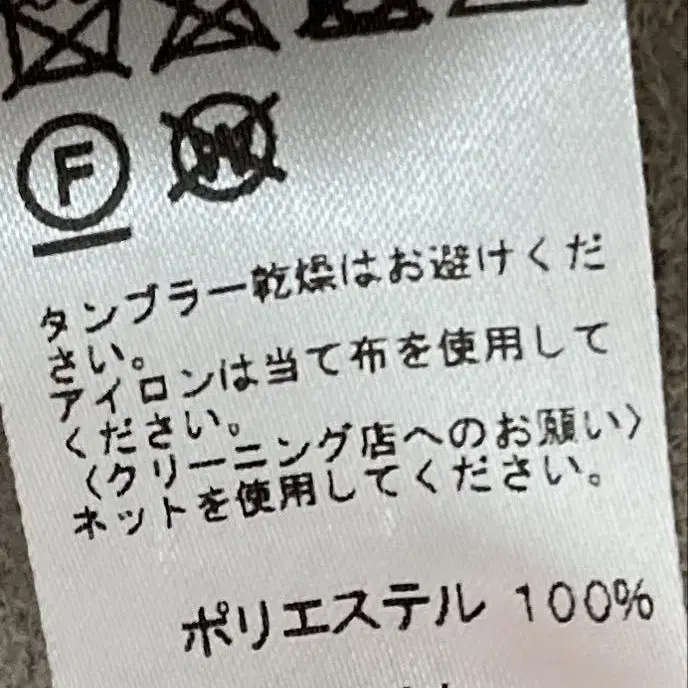 F
W
タンブラー乾燥はお避けくだ
さい。
アイロンは当て布を使用して
ください。
〈クリーニング店へのお願い〉
ネットを使用してください。
ポリエステル 100%